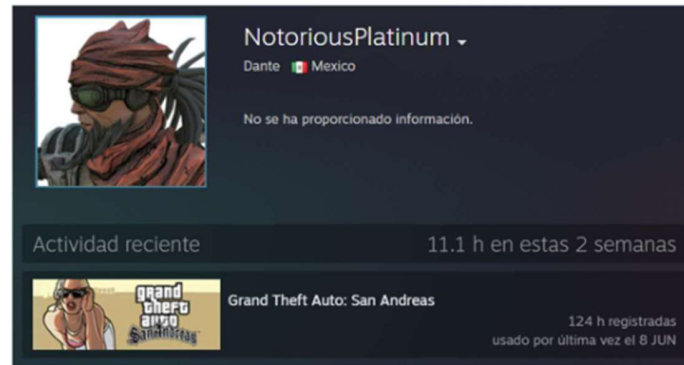 NotoriousPlatinum
Dante Mexico
No se ha proporcionado información.
Actividad reciente 11.1 h en estas 2 semanas
grand
theft
auto
San Andreas
Grand Theft Auto: San Andreas
124 h registradas
usado por última vez el 8 JUN